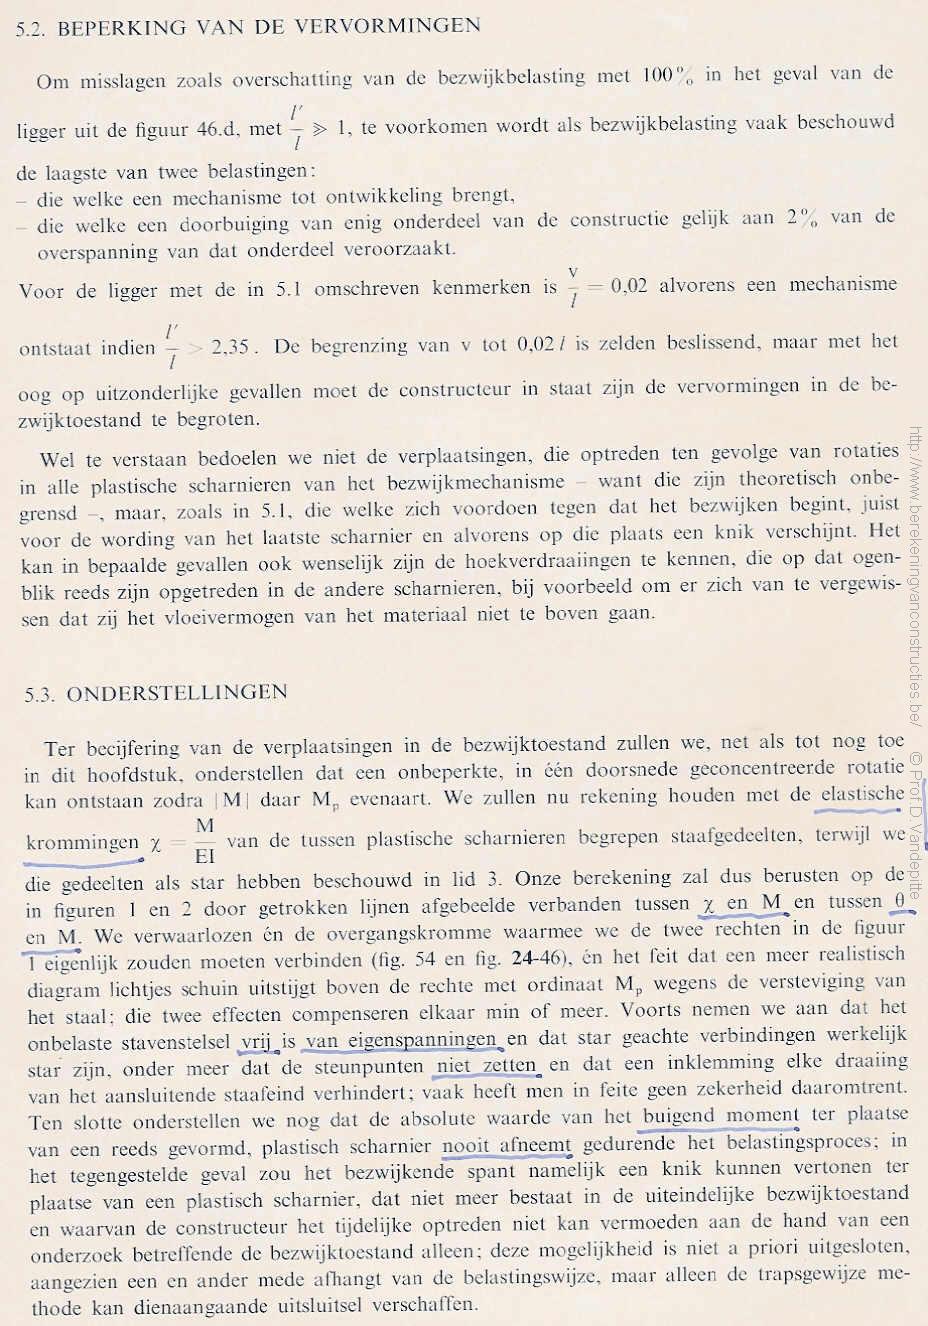 5.2. BEPERKING VAN DE VERVORMINGEN
Om misslagen zoals overschatting van de bezwijkbelasting met 100% in het geval van de
ligger uit de figuur 46.d, met l′/l ⩾ 1, te voorkomen wordt als bezwijkbelasting vaak beschouwd
de laagste van twee belastingen:
– die welke een mechanisme tot ontwikkeling brengt,
– die welke een doorbuiging van enig onderdeel van de constructie gelijk aan 2% van de
overspanning van dat onderdeel veroorzaakt.
Voor de ligger met de in 5.1 omschreven kenmerken is v/l = 0,02 alvorens een mechanisme
ontstaat indien l′/l > 2,35. De begrenzing van v tot 0,02 l is zelden beslissend, maar met het
oog op uitzonderlijke gevallen moet de constructeur in staat zijn de vervormingen in de be-
zwijktoestand te begroten.
Wel te verstaan bedoelen we niet de verplaatsingen, die optreden ten gevolge van rotaties
in alle plastische scharnieren van het bezwijkmechanisme – want die zijn theoretisch onbe-
grensd –, maar, zoals in 5.1, die welke zich voordoen tegen dat het bezwijken begint, juist
voor de wording van het laatste scharnier en alvorens op die plaats een knik verschijnt. Het
kan in bepaalde gevallen ook wenselijk zijn de hoekverdraaiingen te kennen, die op dat ogen-
blik reeds zijn opgetreden in de andere scharnieren, bij voorbeeld om er zich van te vergewis-
sen dat zij het vloeivermogen van het materiaal niet te boven gaan.
5.3. ONDERSTELLINGEN
Ter becijfering van de verplaatsingen in de bezwijktoestand zullen we, net als tot nog toe
in dit hoofdstuk, onderstellen dat een onbeperkte, in één doorsnede geconcentreerde rotatie
kan ontstaan zodra |M| daar Mₚ evenaart. We zullen nu rekening houden met de elastische
krommingen χ = M/EI van de tussen plastische scharnieren begrepen staafgedeelten, terwijl we
die gedeelten als star hebben beschouwd in lid 3. Onze berekening zal dus berusten op de
in figuren 1 en 2 door getrokken lijnen afgebeelde verbanden tussen χ en M en tussen θ
en M. We verwaarlozen én de overgangskromme waarmee we de twee rechten in de figuur
1 eigenlijk zouden moeten verbinden (fig. 54 en fig. 24-46), én het feit dat een meer realistisch
diagram lichtjes schuin uitstijgt boven de rechte met ordinaat Mₚ wegens de versteviging van
het staal; die twee effecten compenseren elkaar min of meer. Voorts nemen we aan dat het
onbelaste stavenstelsel vrij is van eigenspanningen en dat star geachte verbindingen werkelijk
star zijn, onder meer dat de steunpunten niet zetten en dat een inklemming elke draaiing
van het aansluitende staafeind verhindert; vaak heeft men in feite geen zekerheid daaromtrent.
Ten slotte onderstellen we nog dat de absolute waarde van het buigend moment ter plaatse
van een reeds gevormd, plastisch scharnier nooit afneemt gedurende het belastingsproces; in
het tegengestelde geval zou het bezwijkende spant namelijk een knik kunnen vertonen ter
plaatse van een plastisch scharnier, dat niet meer bestaat in de uiteindelijke bezwijktoestand
en waarvan de constructeur het tijdelijke optreden niet kan vermoeden aan de hand van een
onderzoek betreffende de bezwijktoestand alleen; deze mogelijkheid is niet a priori uitgesloten,
aangezien een en ander mede afhangt van de belastingswijze, maar alleen de trapsgewijze me-
thode kan dienaangaande uitsluitsel verschaffen.
http://www.berekeningvanconstructies.be/ © Prof.D.Vandepitte